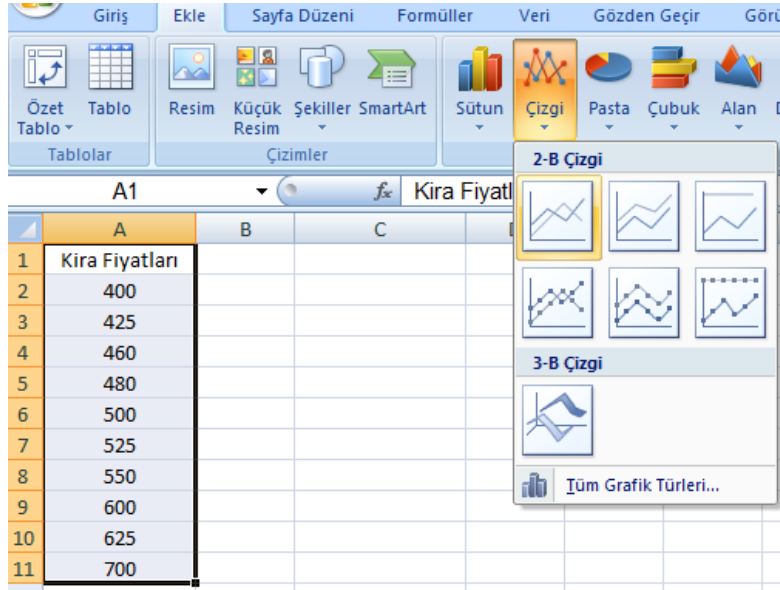 Giriş Ekle Sayfa Düzeni Formüller Veri Gözden Geçir
Özet Tablo Tablo Resim Küçük Resim Şekiller SmartArt Sütun Çizgi Pasta Çubuk Alan
Tablolar Çizimler
2-B Çizgi
A1 fx Kira
A B C
1 Kira Fiyatları
2 400
3 425
4 460
5 480
3-B Çizgi
6 500
7 525
8 550
Tüm Grafik Türleri...
9 600
10 625
11 700